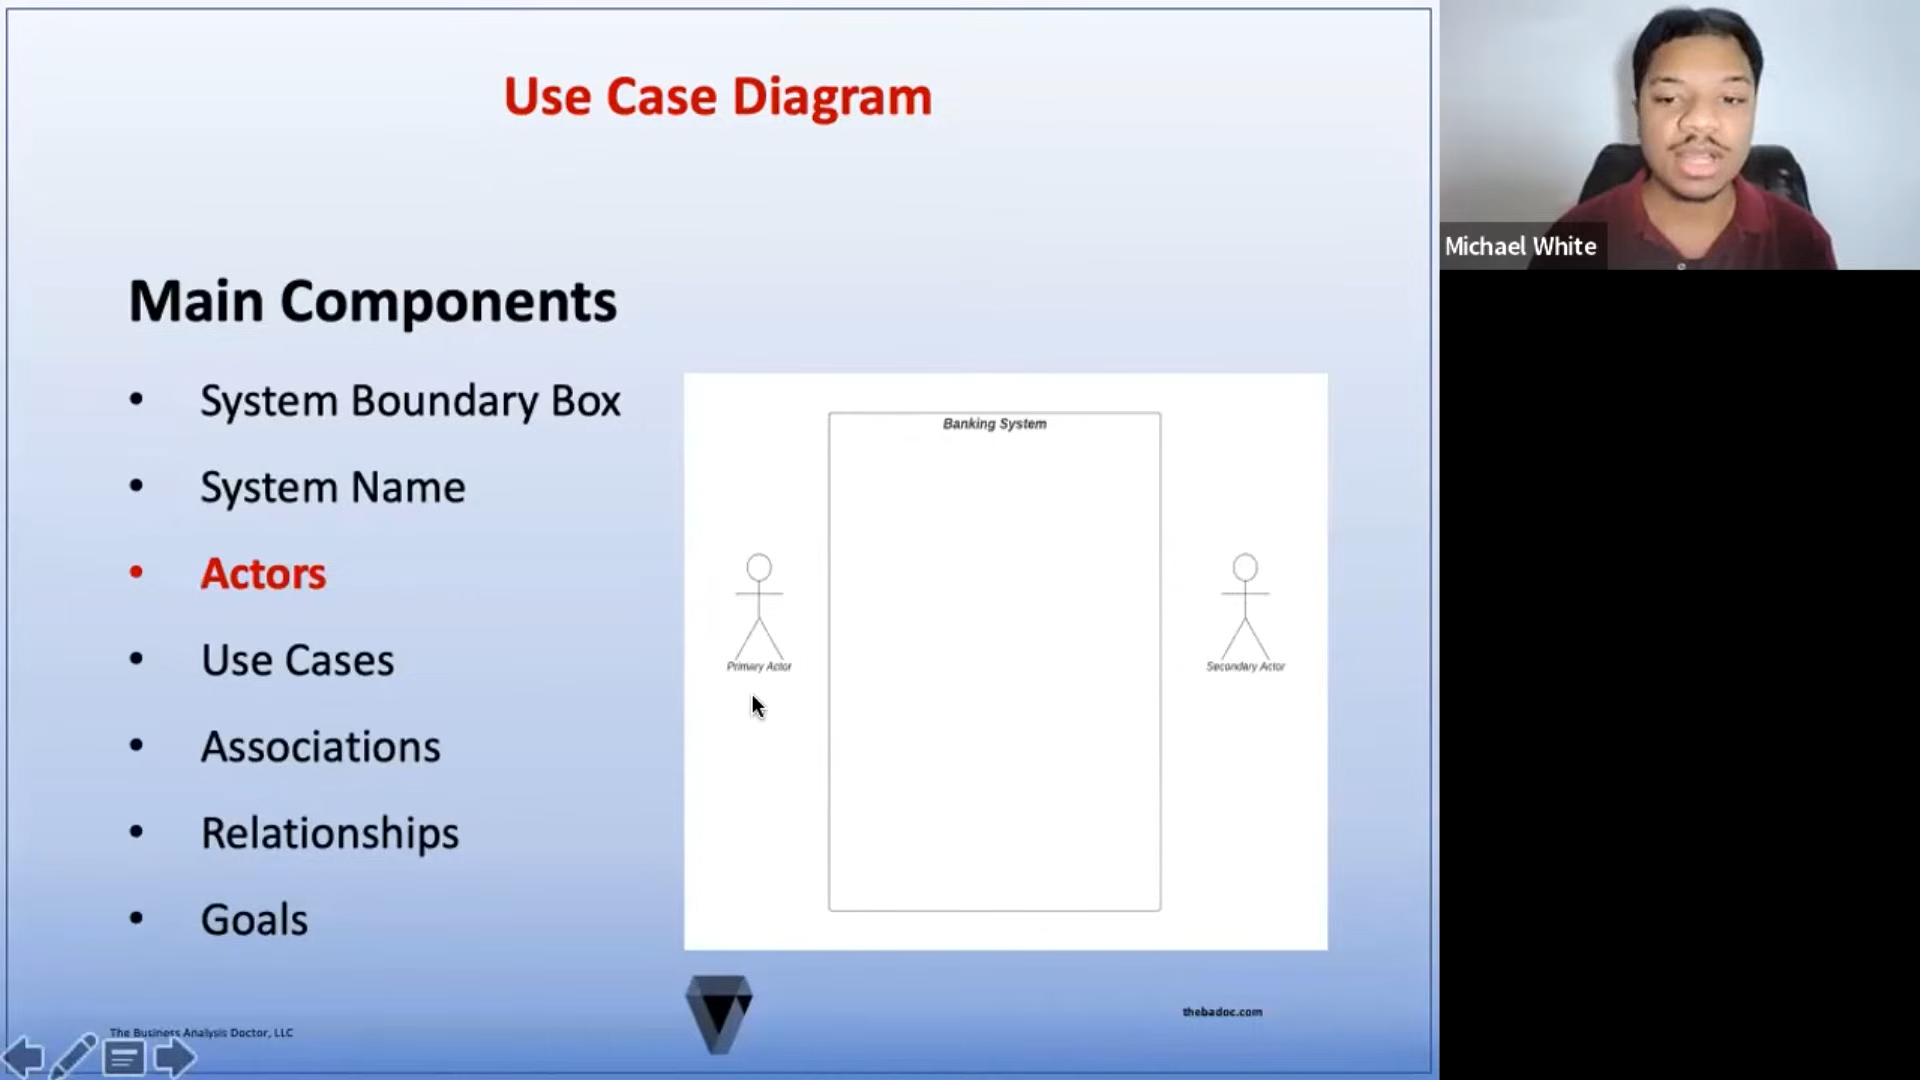 Use Case Diagram
Michael White
Main Components
• System Boundary Box
• System Name
• Actors
• Use Cases
• Associations
• Relationships
• Goals
Banking System
Primary Actor
Secondary Actor
The Business Analysis Doctor, LLC
thebadoc.com